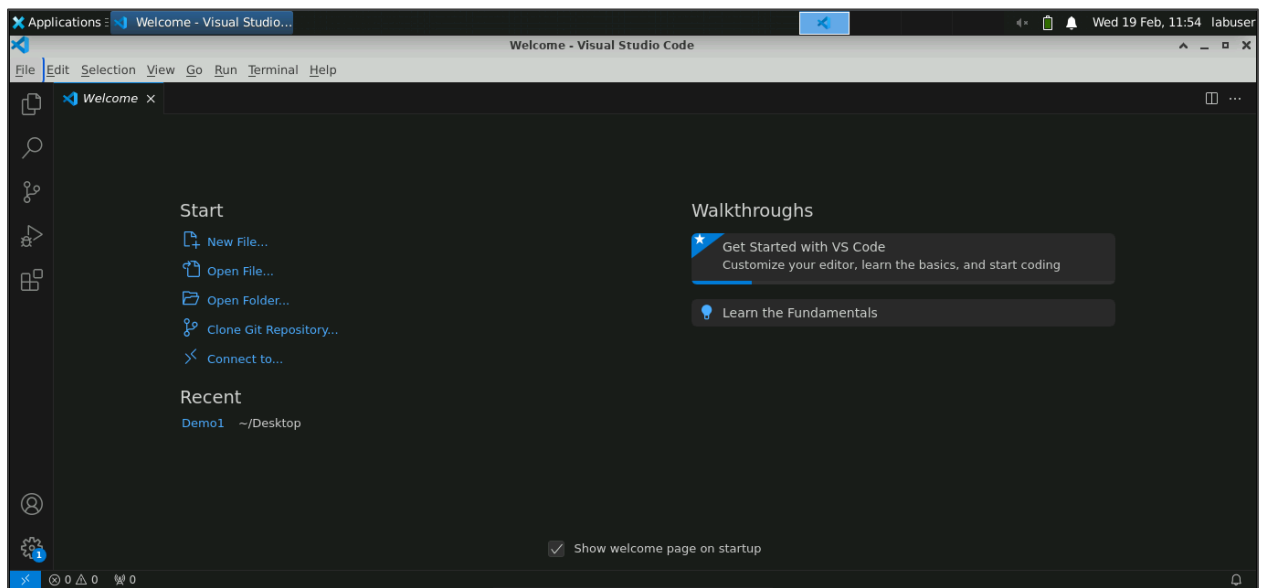 Applications Welcome - Visual Studio... Wed 19 Feb, 11:54 labuser
Welcome - Visual Studio Code
File Edit Selection View Go Run Terminal Help
Welcome
Start
New File...
Open File...
Open Folder...
Clone Git Repository...
Connect to...
Recent
Demo1 ~/Desktop
Walkthroughs
Get Started with VS Code
Customize your editor, learn the basics, and start coding
Learn the Fundamentals
Show welcome page on startup
1
0 0 0